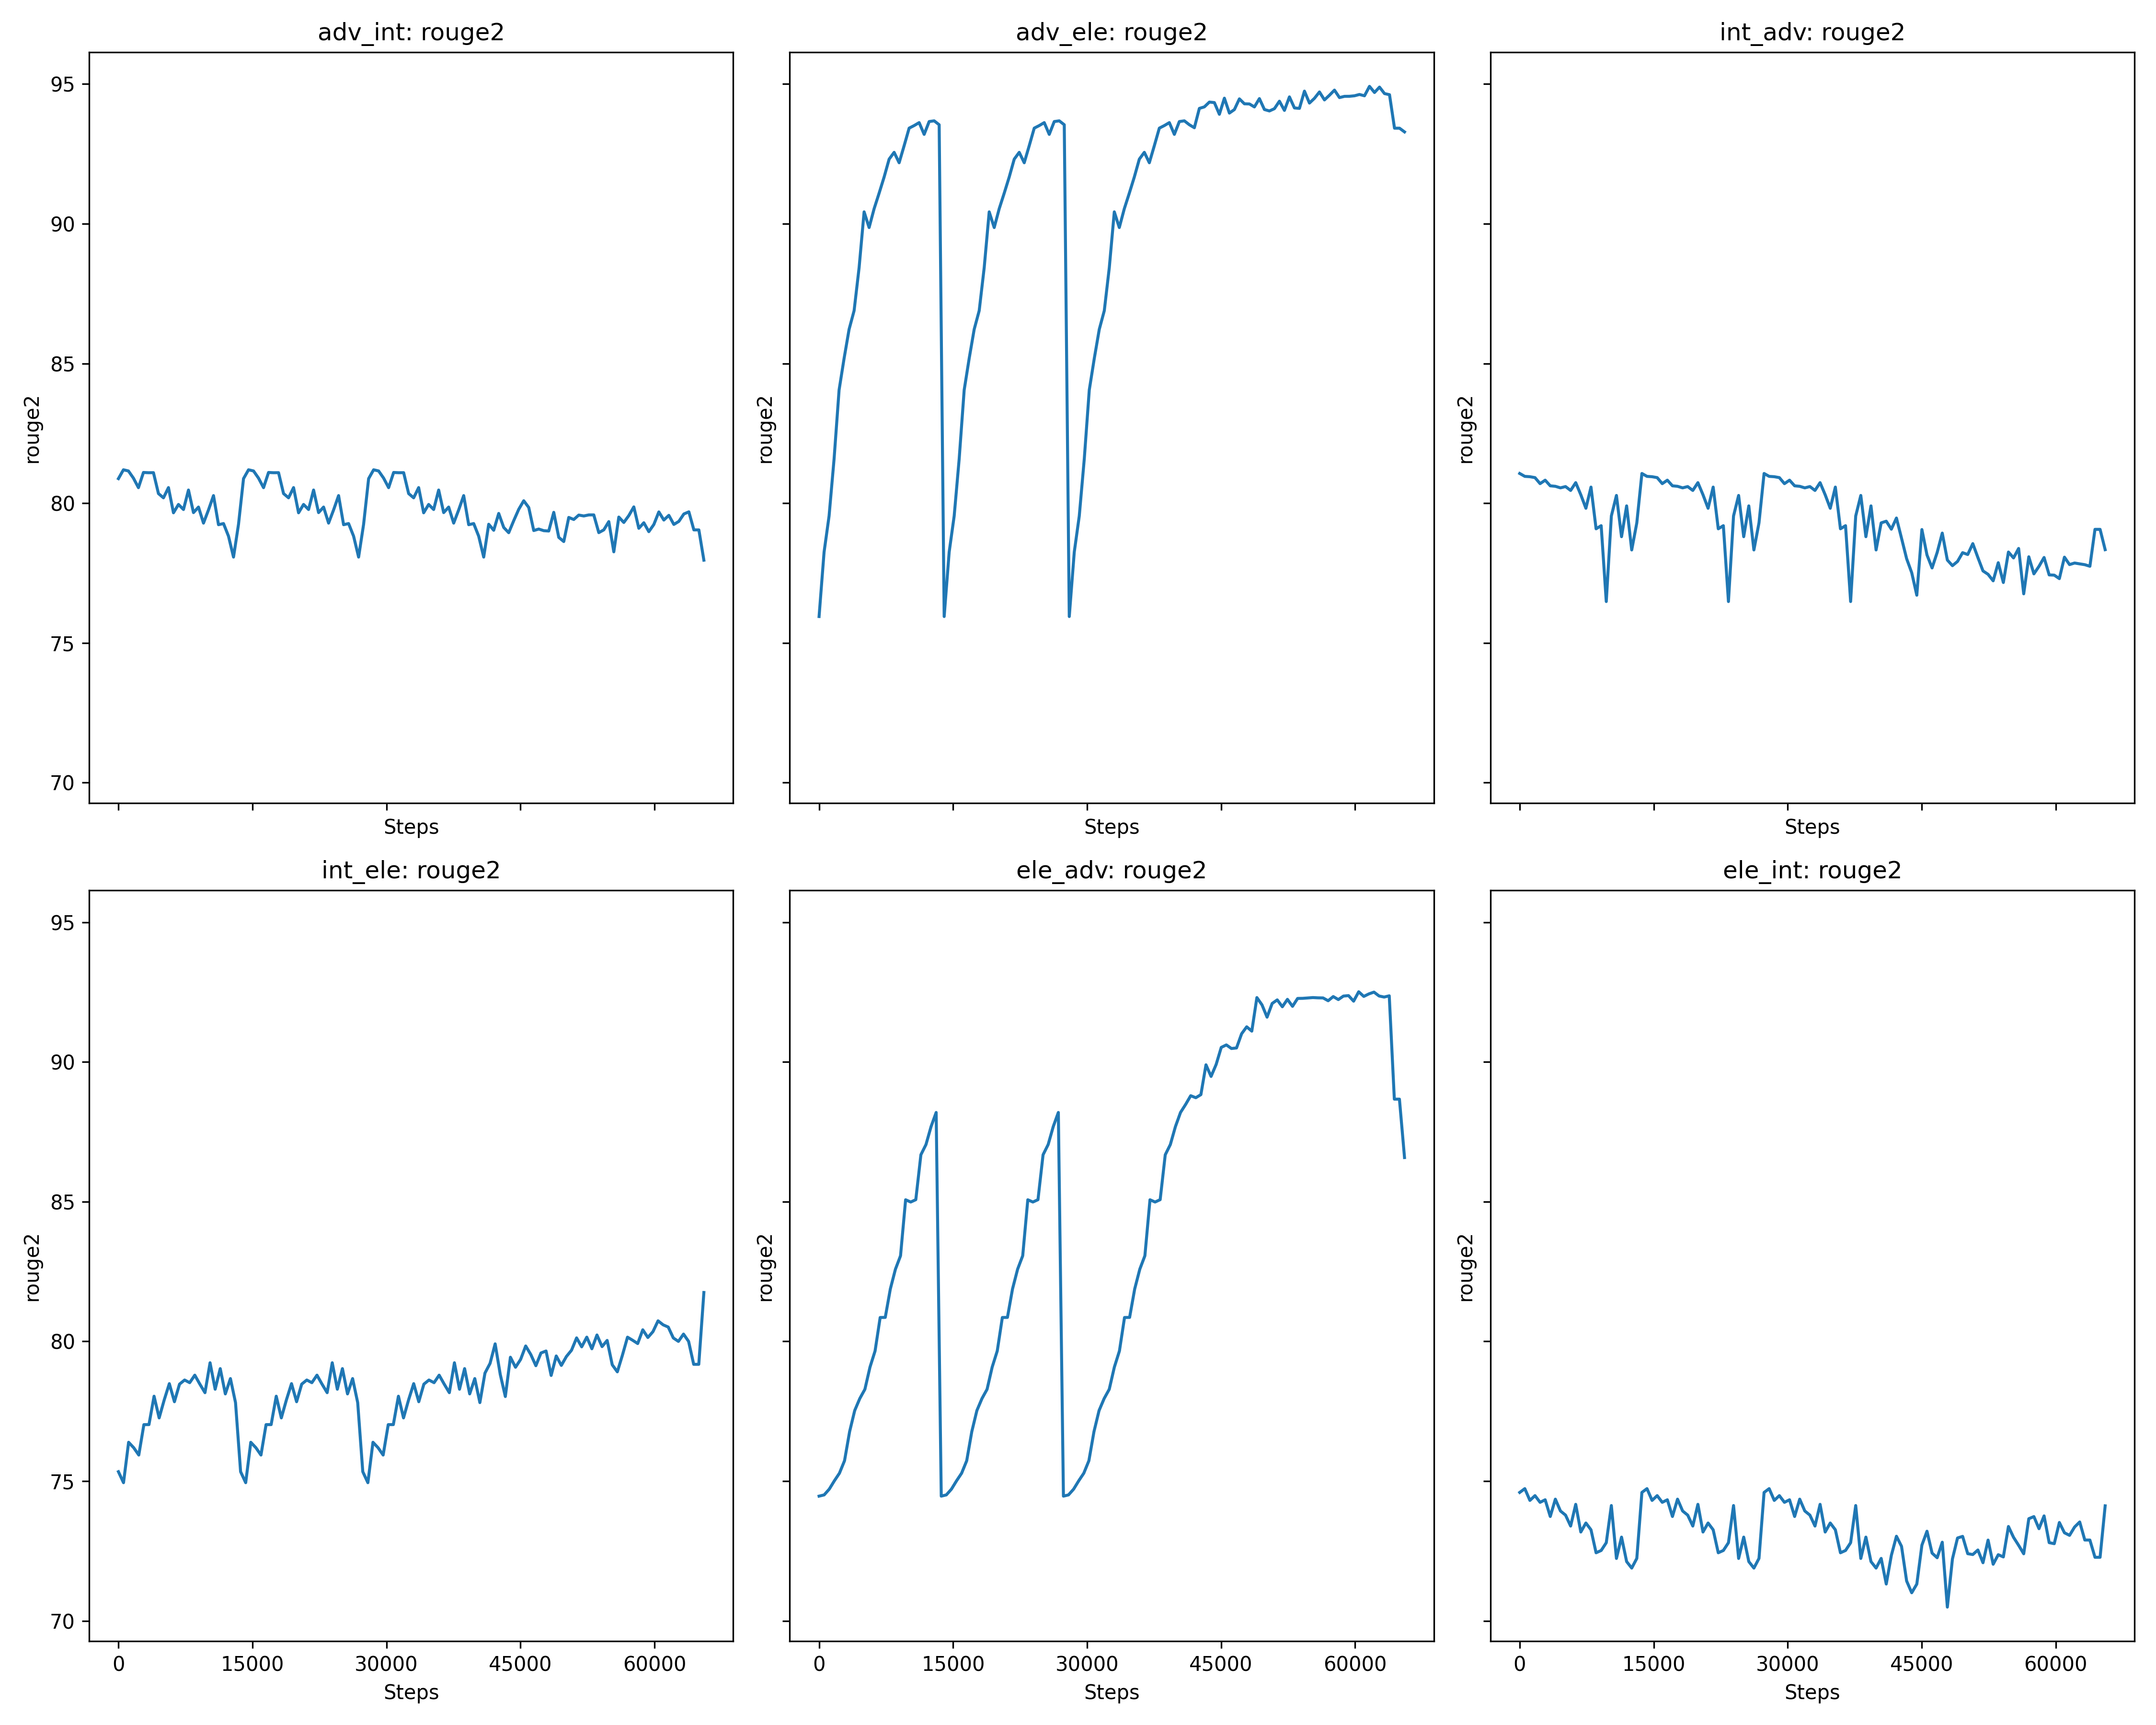 adv_int: rouge2
adv_ele: rouge2
int_adv: rouge2
95
90
85
80
75
70
rouge2
rouge2
rouge2
Steps
Steps
Steps
int_ele: rouge2
ele_adv: rouge2
ele_int: rouge2
95
90
85
80
75
70
rouge2
rouge2
rouge2
0 15000 30000 45000 60000
0 15000 30000 45000 60000
0 15000 30000 45000 60000
Steps
Steps
Steps